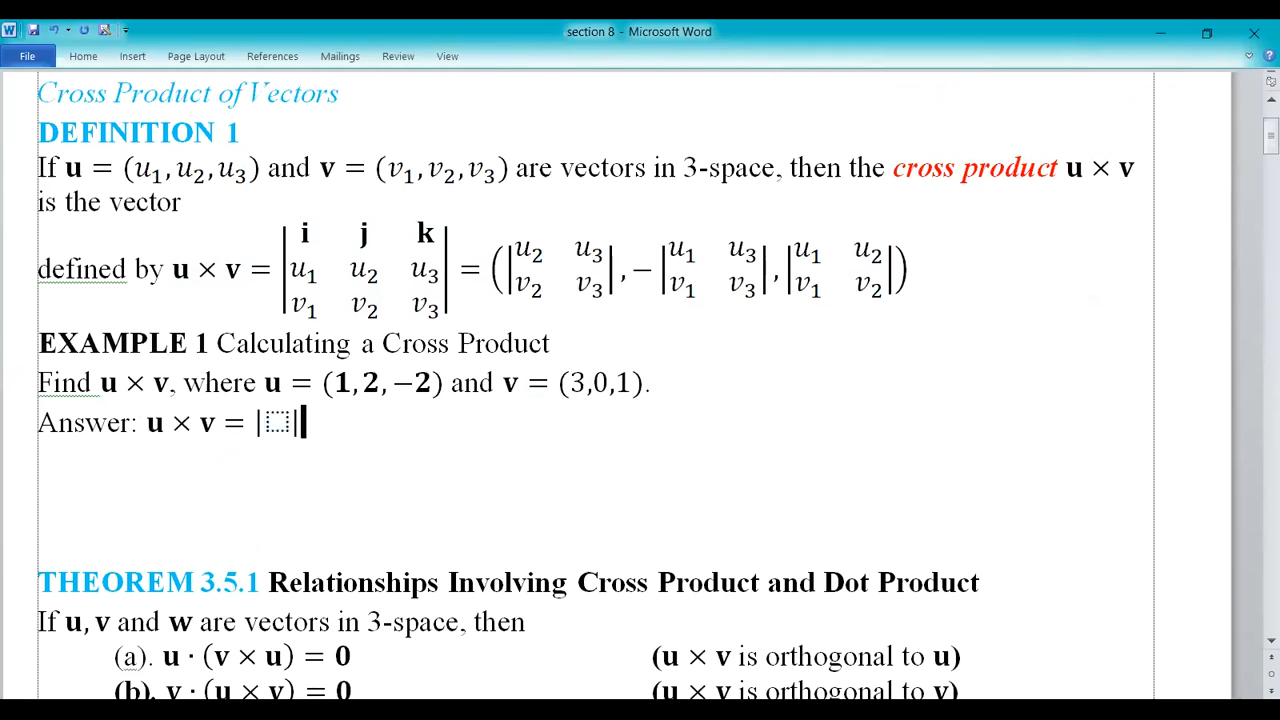 section 8 - Microsoft Word
File Home Insert Page Layout References Mailings Review View
Cross Product of Vectors
DEFINITION 1
If u = (u₁, u₂, u₃) and v = (v₁, v₂, v₃) are vectors in 3-space, then the cross product u × v
is the vector
defined by u × v = |i j k; u₁ u₂ u₃; v₁ v₂ v₃| = (|u₂ u₃; v₂ v₃|, −|u₁ u₃; v₁ v₃|, |u₁ u₂; v₁ v₂|)
EXAMPLE 1 Calculating a Cross Product
Find u × v, where u = (1, 2, −2) and v = (3,0,1).
Answer: u × v = |⬚|
THEOREM 3.5.1 Relationships Involving Cross Product and Dot Product
If u, v and w are vectors in 3-space, then
(a). u · (v × u) = 0 (u × v is orthogonal to u)
(b). v · (u × v) = 0 (u × v is orthogonal to v)